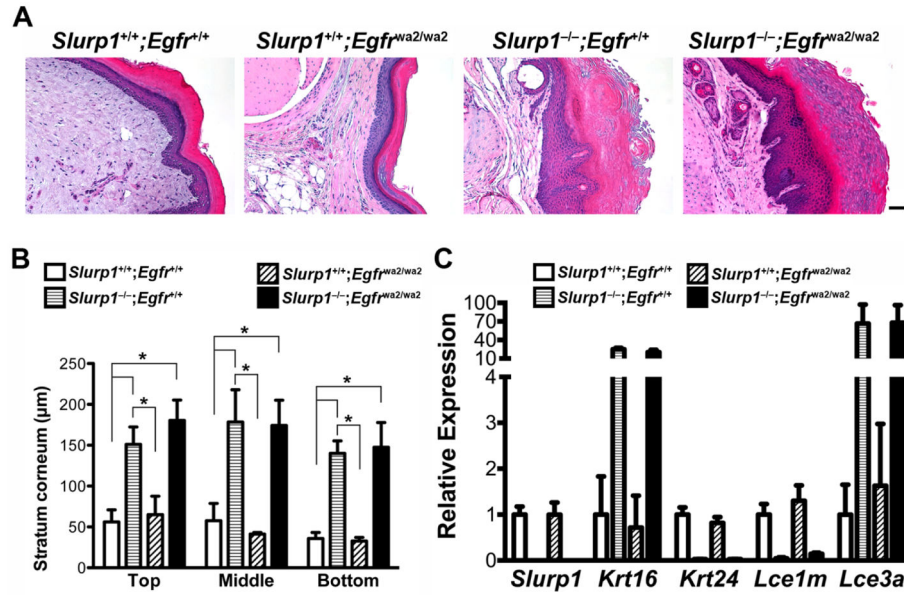 A
Slurp1+/+;Egfr+/+ Slurp1+/+;Egfrwa2/wa2 Slurp1–/–;Egfr+/+ Slurp1–/–;Egfrwa2/wa2
B
Slurp1+/+;Egfr+/+ Slurp1+/+;Egfrwa2/wa2
Slurp1–/–;Egfr+/+ Slurp1–/–;Egfrwa2/wa2
* * * * * *
Stratum corneum (µm)
250
200
150
100
50
0
Top Middle Bottom
C
Slurp1+/+;Egfr+/+ Slurp1+/+;Egfrwa2/wa2
Slurp1–/–;Egfr+/+ Slurp1–/–;Egfrwa2/wa2
Relative Expression
100
70
40
10
4
2
1
0
Slurp1 Krt16 Krt24 Lce1m Lce3a